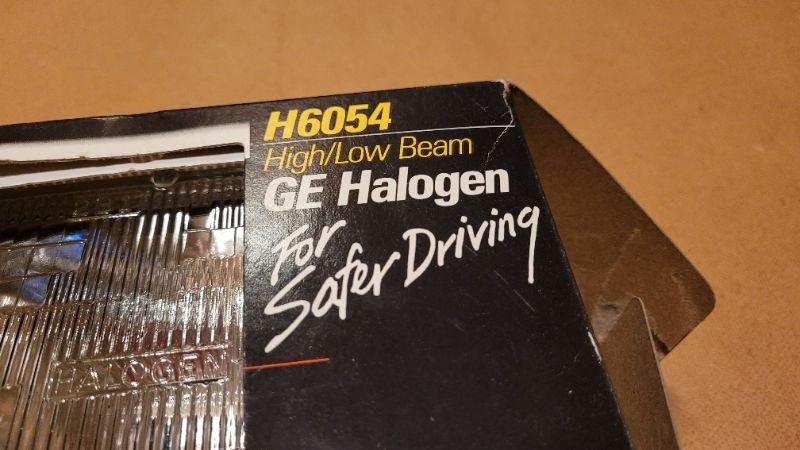 H6054
High/Low Beam
GE Halogen
For
Safer Driving
HALOGEN